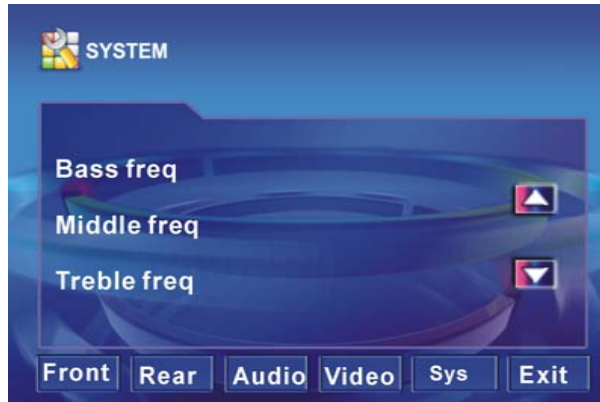 SYSTEM
Bass freq
Middle freq
Treble freq
Front Rear Audio Video Sys Exit